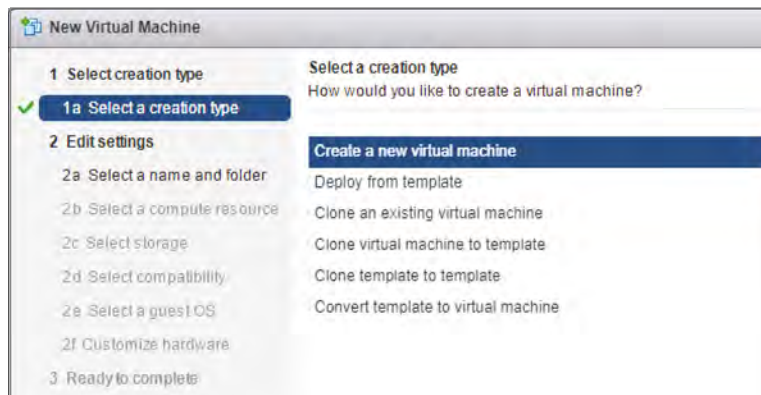 New Virtual Machine
1 Select creation type
1a Select a creation type
2 Edit settings
2a Select a name and folder
2b Select a compute resource
2c Select storage
2d Select compatibility
2e Select a guest OS
2f Customize hardware
3 Ready to complete
Select a creation type
How would you like to create a virtual machine?
Create a new virtual machine
Deploy from template
Clone an existing virtual machine
Clone virtual machine to template
Clone template to template
Convert template to virtual machine